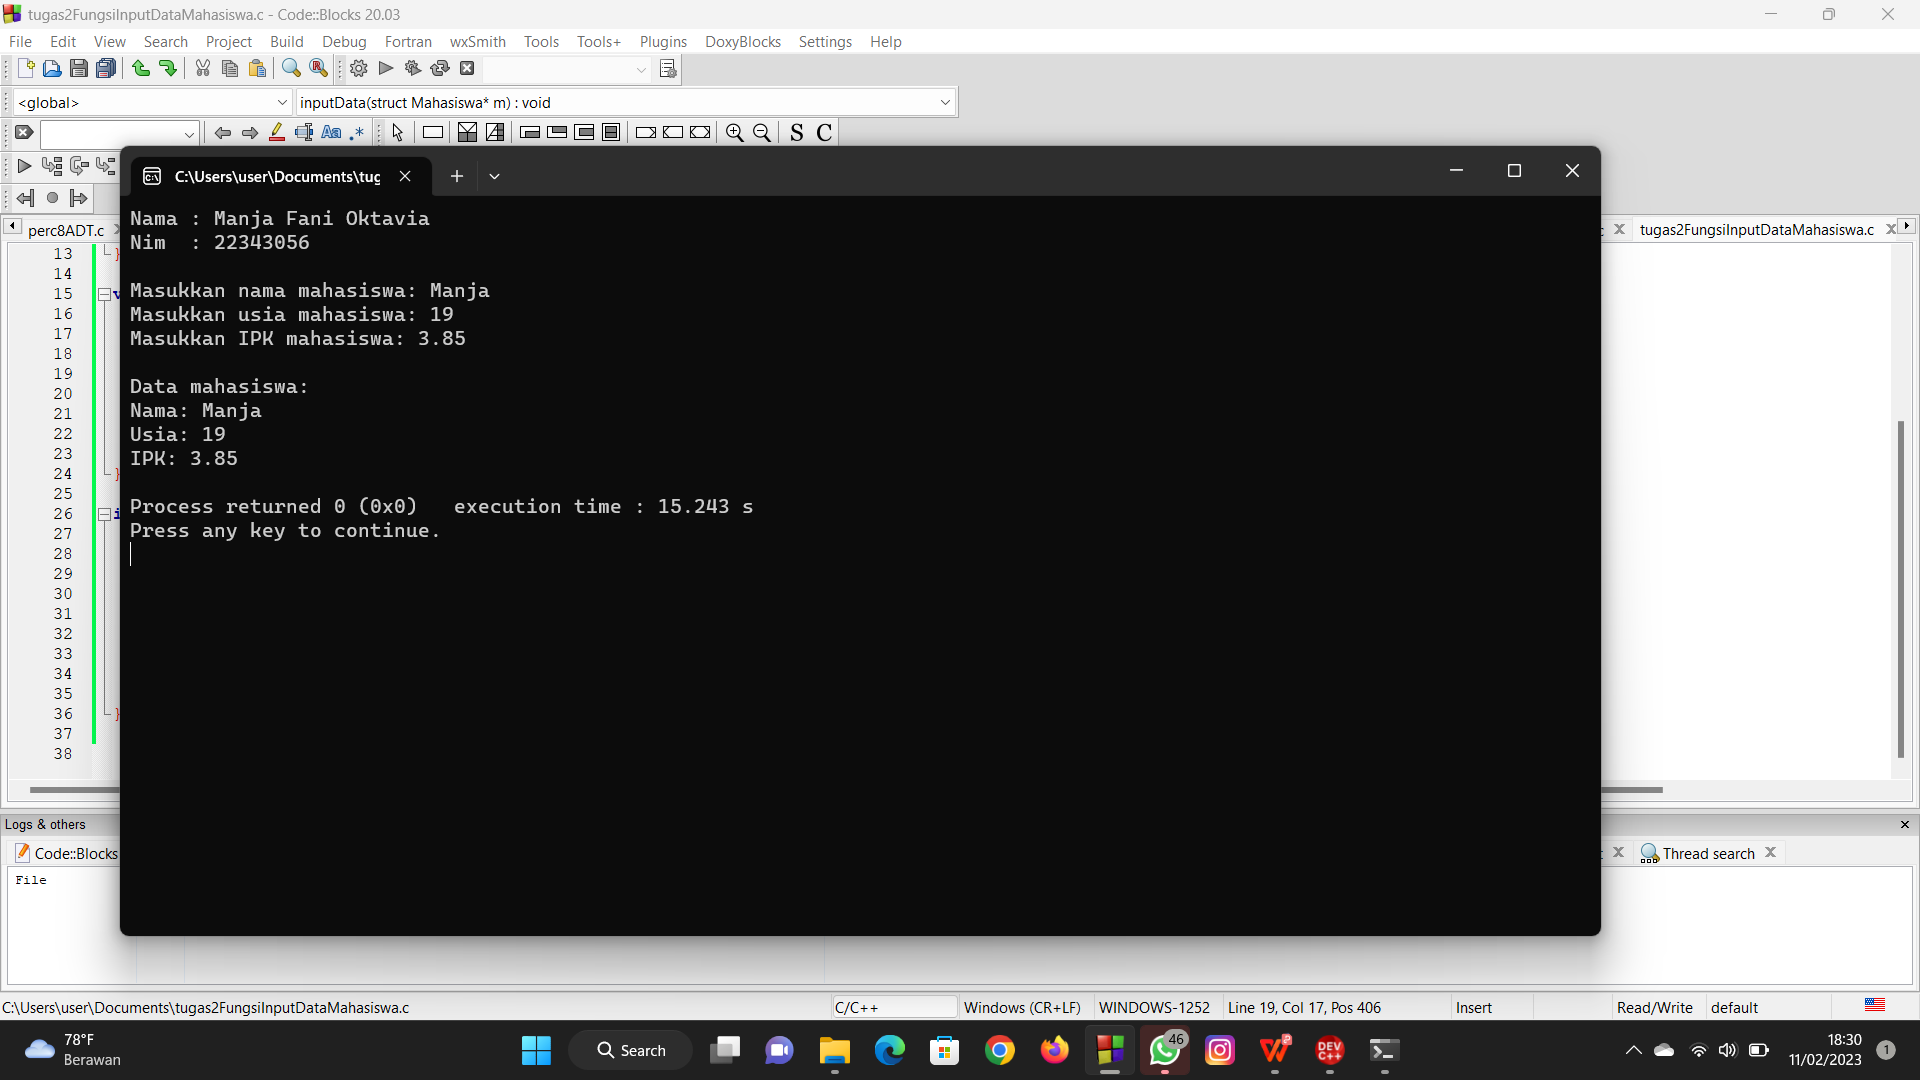 tugas2FungsiInputDataMahasiswa.c - Code::Blocks 20.03
File Edit View Search Project Build Debug Fortran wxSmith Tools Tools+ Plugins DoxyBlocks Settings Help
<global> inputData(struct Mahasiswa* m) : void
S C
C:\Users\user\Documents\tug
perc8ADT.c
tugas2FungsiInputDataMahasiswa.c
13
14
15
16
17
18
19
20
21
22
23
24
25
26
27
28
29
30
31
32
33
34
35
36
37
38
Nama : Manja Fani Oktavia
Nim  : 22343056
Masukkan nama mahasiswa: Manja
Masukkan usia mahasiswa: 19
Masukkan IPK mahasiswa: 3.85
Data mahasiswa:
Nama: Manja
Usia: 19
IPK: 3.85
Process returned 0 (0x0)   execution time : 15.243 s
Press any key to continue.
Logs & others
Code::Blocks
Thread search
File
C:\Users\user\Documents\tugas2FungsiInputDataMahasiswa.c C/C++ Windows (CR+LF) WINDOWS-1252 Line 19, Col 17, Pos 406 Insert Read/Write default
78°F
Berawan
Search
46
DEV C++
18:30
11/02/2023
1